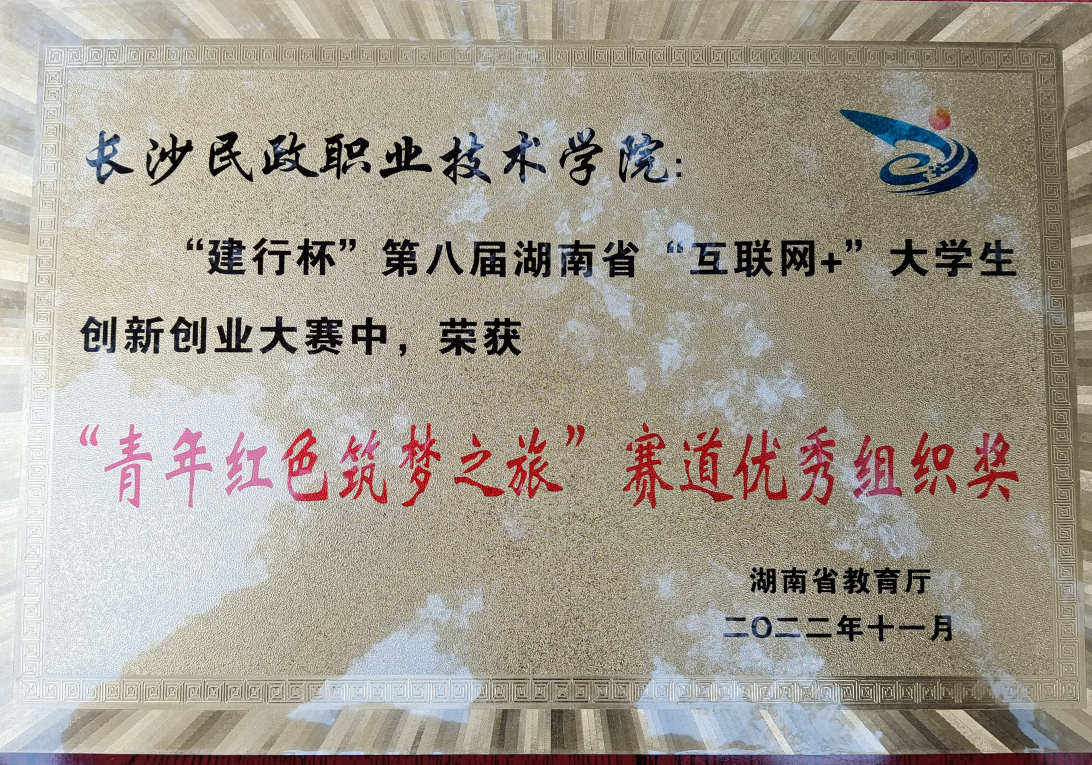 长沙民政职业技术学院：
“建行杯”第八届湖南省“互联网+”大学生
创新创业大赛中，荣获
“青年红色筑梦之旅”赛道优秀组织奖
湖南省教育厅
二〇二二年十一月